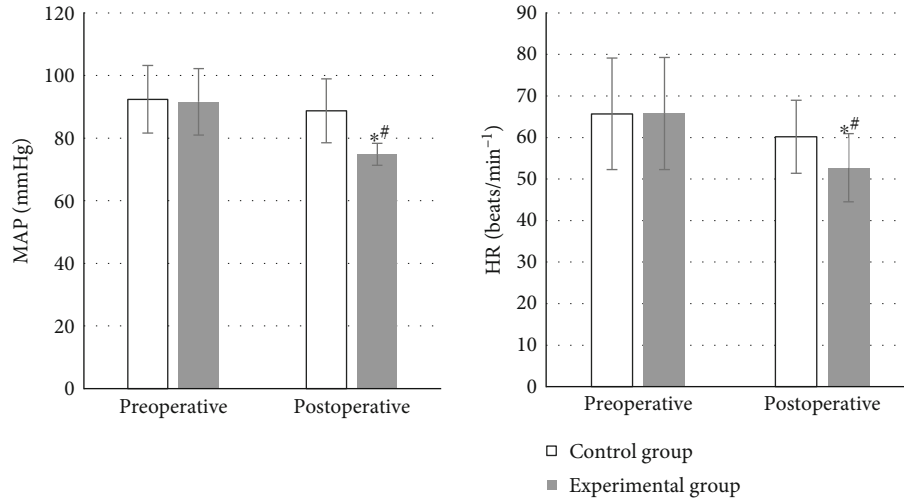 120
100
80
60
40
20
0
MAP (mmHg)
*#
Preoperative
Postoperative
90
80
70
60
50
40
30
20
10
0
HR (beats/min⁻¹)
*#
Preoperative
Postoperative
Control group
Experimental group